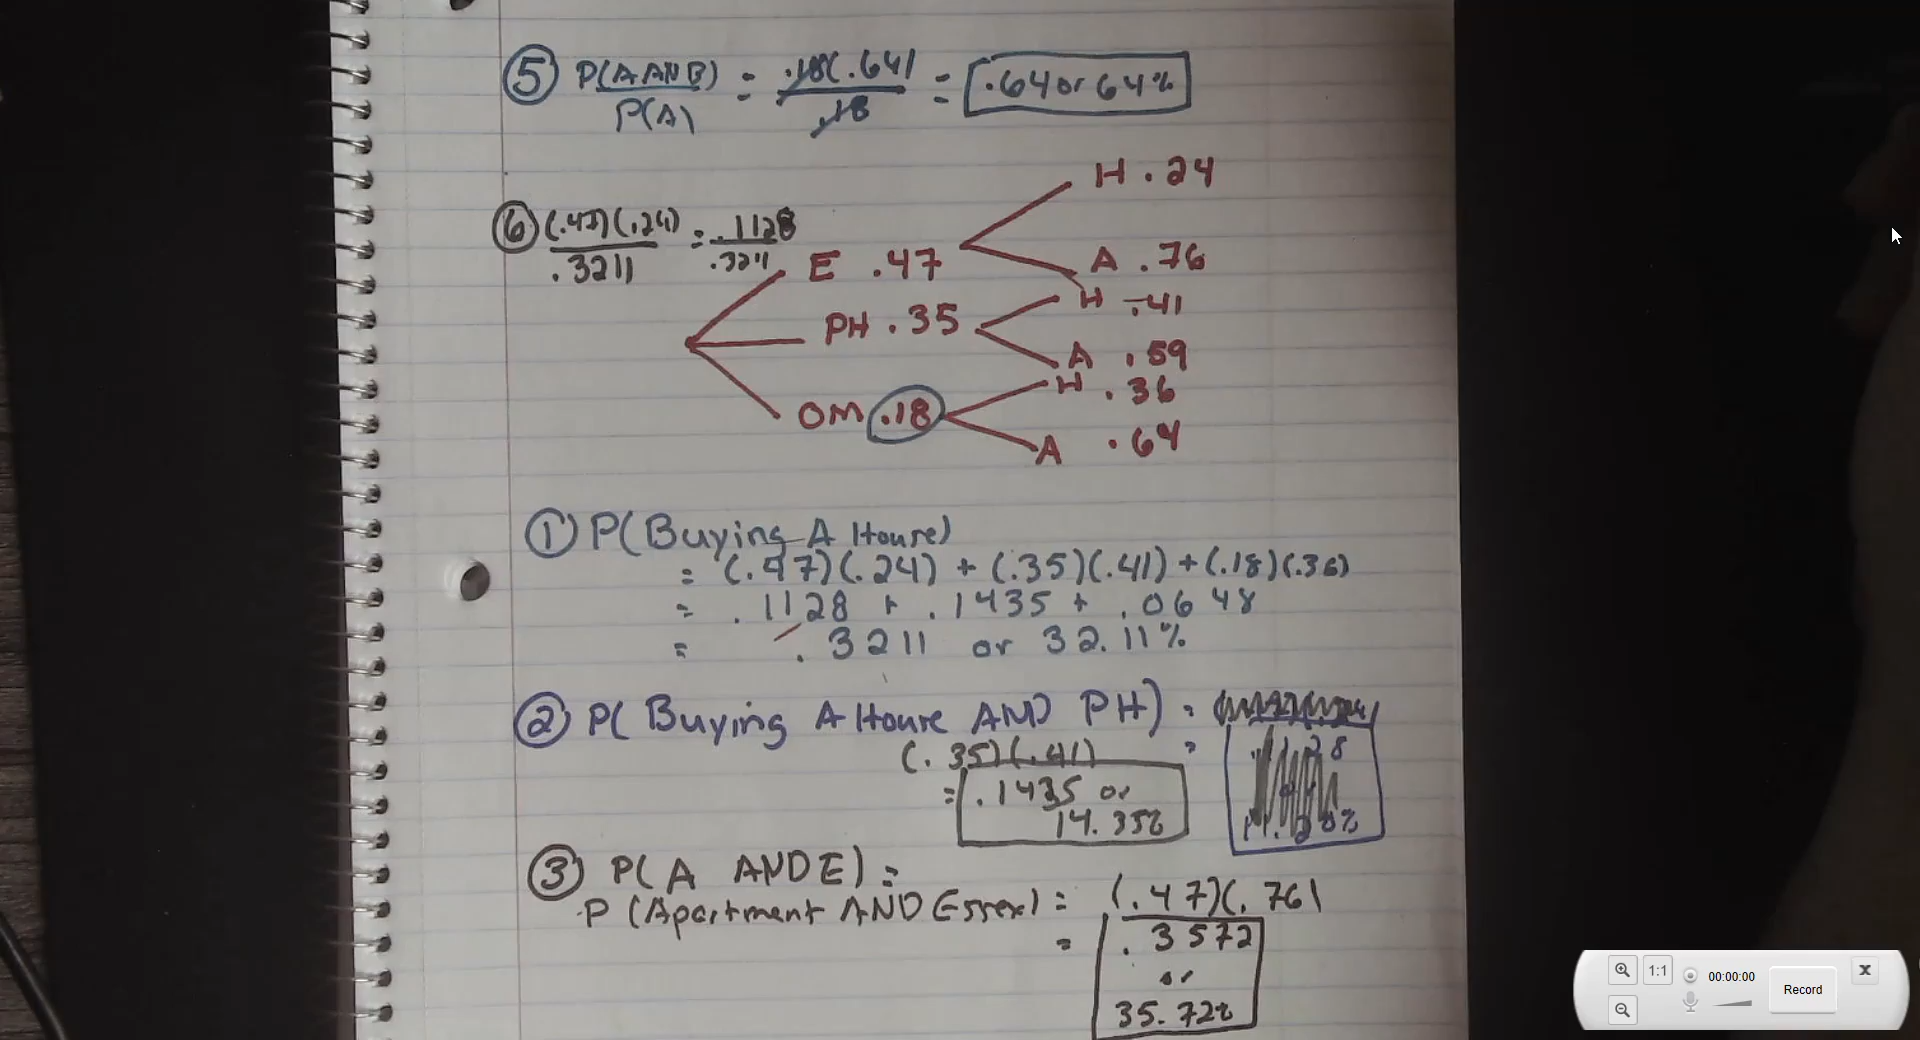 ⑤ P(A AND B) / P(A) = .18(.64) / .18 = .64 or 64%
⑥ (.47)(.24) / .3211 = .1128 / .3211
H .24
E .47
A .76
H .41
PH .35
A .59
H .36
OM .18
A .64
① P(Buying A House)
= (.47)(.24) + (.35)(.41) + (.18)(.36)
= .1128 + .1435 + .0648
= .3211 or 32.11%
② P(Buying A House AND PH) =
(.35)(.41) =
= .1435 or
14.35%
③ P(A AND E) =
P(Apartment AND Essex) = (.47)(.76)
= .3572
or
35.72%
1:1
00:00:00
Record
x